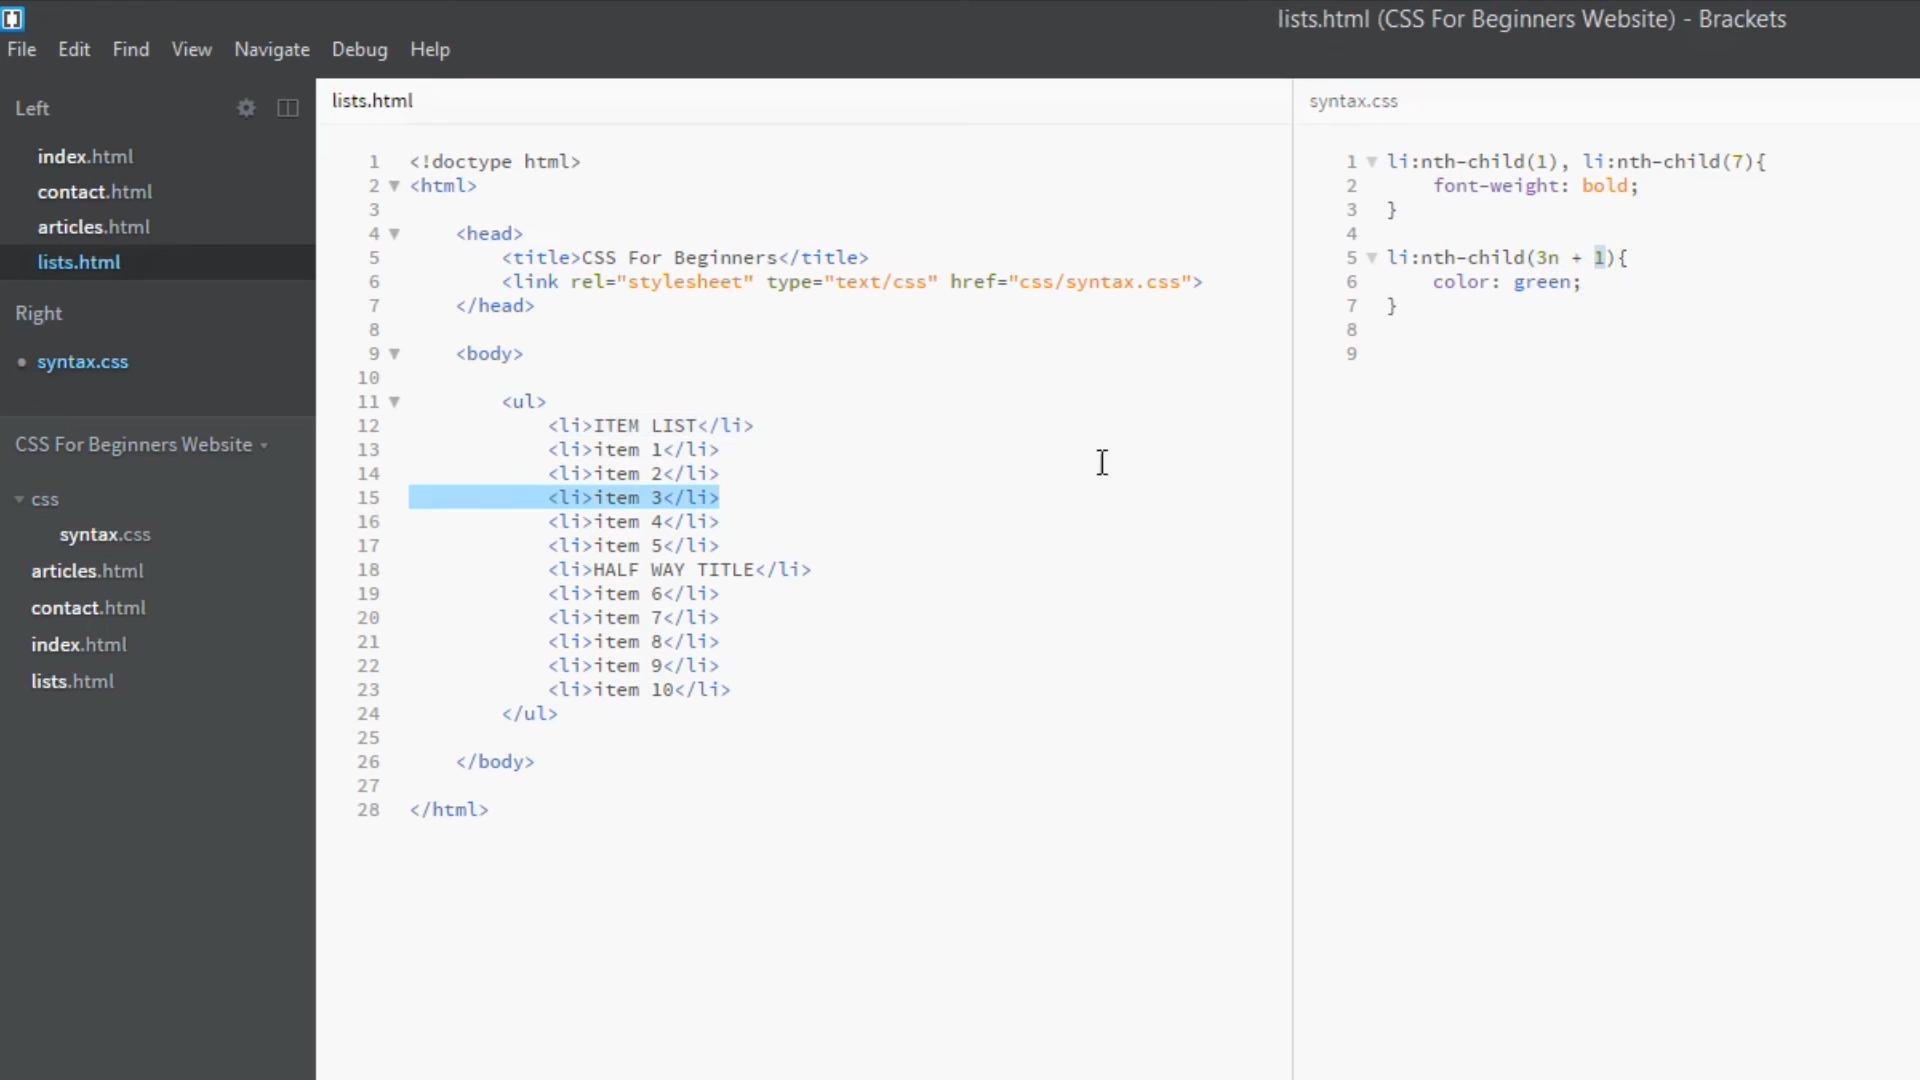 lists.html (CSS For Beginners Website) - Brackets
File Edit Find View Navigate Debug Help
Left
index.html
contact.html
articles.html
lists.html
Right
syntax.css
CSS For Beginners Website
css
syntax.css
articles.html
contact.html
index.html
lists.html
lists.html
1 <!doctype html>
2 <html>
3
4 <head>
5 <title>CSS For Beginners</title>
6 <link rel="stylesheet" type="text/css" href="css/syntax.css">
7 </head>
8
9 <body>
10
11 <ul>
12 <li>ITEM LIST</li>
13 <li>item 1</li>
14 <li>item 2</li>
15 <li>item 3</li>
16 <li>item 4</li>
17 <li>item 5</li>
18 <li>HALF WAY TITLE</li>
19 <li>item 6</li>
20 <li>item 7</li>
21 <li>item 8</li>
22 <li>item 9</li>
23 <li>item 10</li>
24 </ul>
25
26 </body>
27
28 </html>
syntax.css
1 li:nth-child(1), li:nth-child(7){
2 font-weight: bold;
3 }
4
5 li:nth-child(3n + 1){
6 color: green;
7 }
8
9